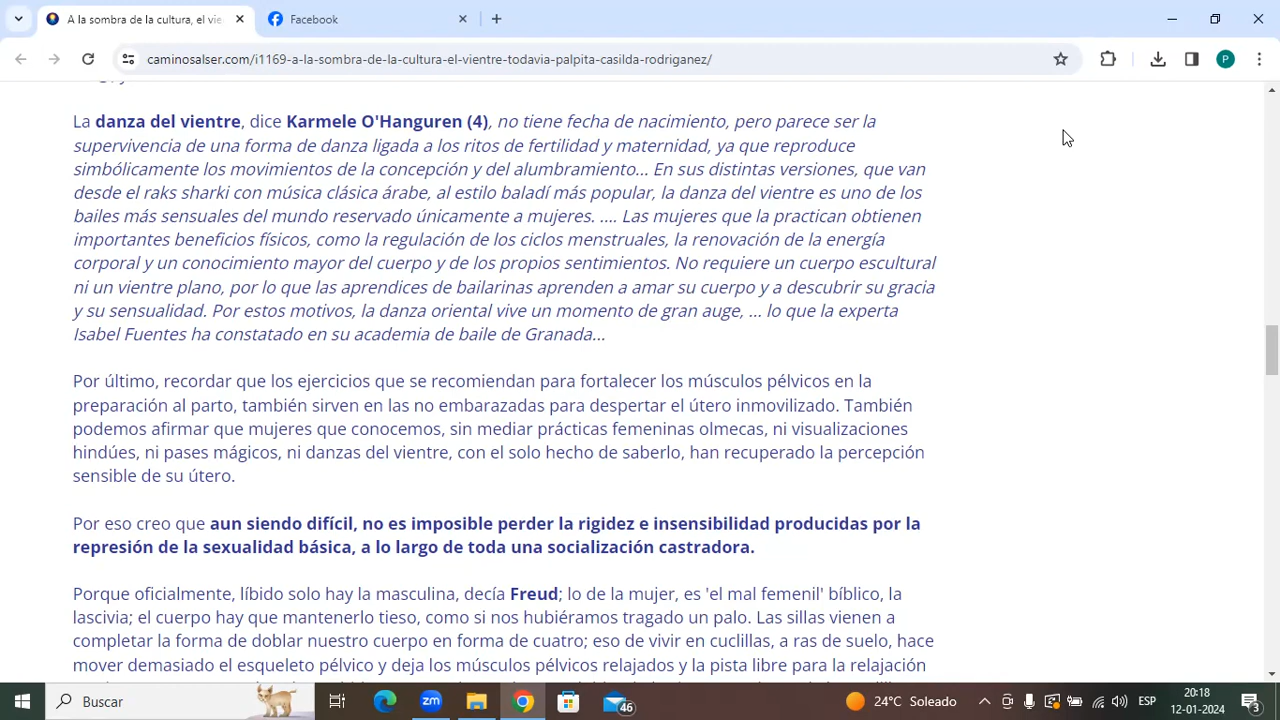 A la sombra de la cultura, el vie
Facebook
caminosalser.com/i1169-a-la-sombra-de-la-cultura-el-vientre-todavia-palpita-casilda-rodriganez/
P
La danza del vientre, dice Karmele O'Hanguren (4), no tiene fecha de nacimiento, pero parece ser la
supervivencia de una forma de danza ligada a los ritos de fertilidad y maternidad, ya que reproduce
simbólicamente los movimientos de la concepción y del alumbramiento... En sus distintas versiones, que van
desde el raks sharki con música clásica árabe, al estilo baladí más popular, la danza del vientre es uno de los
bailes más sensuales del mundo reservado únicamente a mujeres. .... Las mujeres que la practican obtienen
importantes beneficios físicos, como la regulación de los ciclos menstruales, la renovación de la energía
corporal y un conocimiento mayor del cuerpo y de los propios sentimientos. No requiere un cuerpo escultural
ni un vientre plano, por lo que las aprendices de bailarinas aprenden a amar su cuerpo y a descubrir su gracia
y su sensualidad. Por estos motivos, la danza oriental vive un momento de gran auge, ... lo que la experta
Isabel Fuentes ha constatado en su academia de baile de Granada...
Por último, recordar que los ejercicios que se recomiendan para fortalecer los músculos pélvicos en la
preparación al parto, también sirven en las no embarazadas para despertar el útero inmovilizado. También
podemos afirmar que mujeres que conocemos, sin mediar prácticas femeninas olmecas, ni visualizaciones
hindúes, ni pases mágicos, ni danzas del vientre, con el solo hecho de saberlo, han recuperado la percepción
sensible de su útero.
Por eso creo que aun siendo difícil, no es imposible perder la rigidez e insensibilidad producidas por la
represión de la sexualidad básica, a lo largo de toda una socialización castradora.
Porque oficialmente, líbido solo hay la masculina, decía Freud; lo de la mujer, es 'el mal femenil' bíblico, la
lascivia; el cuerpo hay que mantenerlo tieso, como si nos hubiéramos tragado un palo. Las sillas vienen a
completar la forma de doblar nuestro cuerpo en forma de cuatro; eso de vivir en cuclillas, a ras de suelo, hace
mover demasiado el esqueleto pélvico y deja los músculos pélvicos relajados y la pista libre para la relajación
Buscar
zm
46
24°C Soleado
ESP
20:18
12-01-2024
3